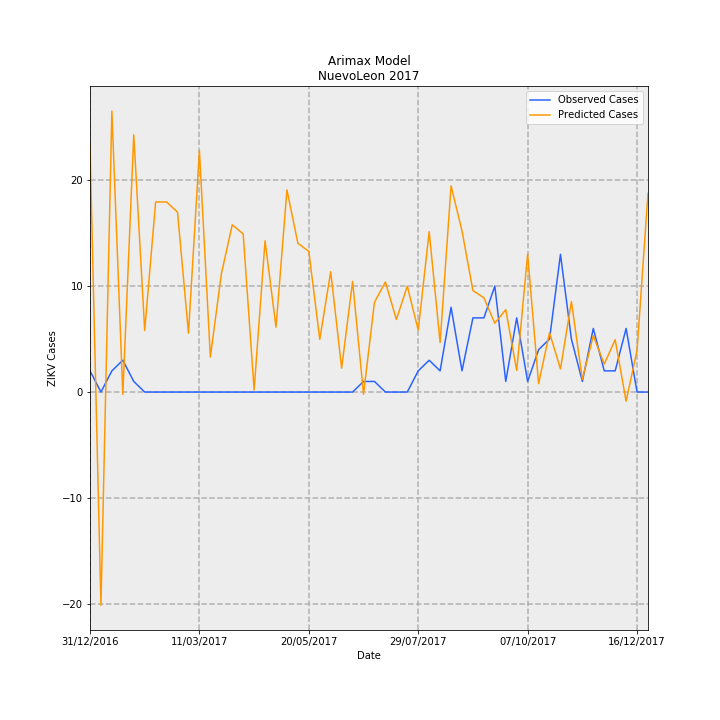 Arimax Model
NuevoLeon 2017
Observed Cases
Predicted Cases
20
10
0
−10
−20
ZIKV Cases
31/12/2016
11/03/2017
20/05/2017
29/07/2017
07/10/2017
16/12/2017
Date